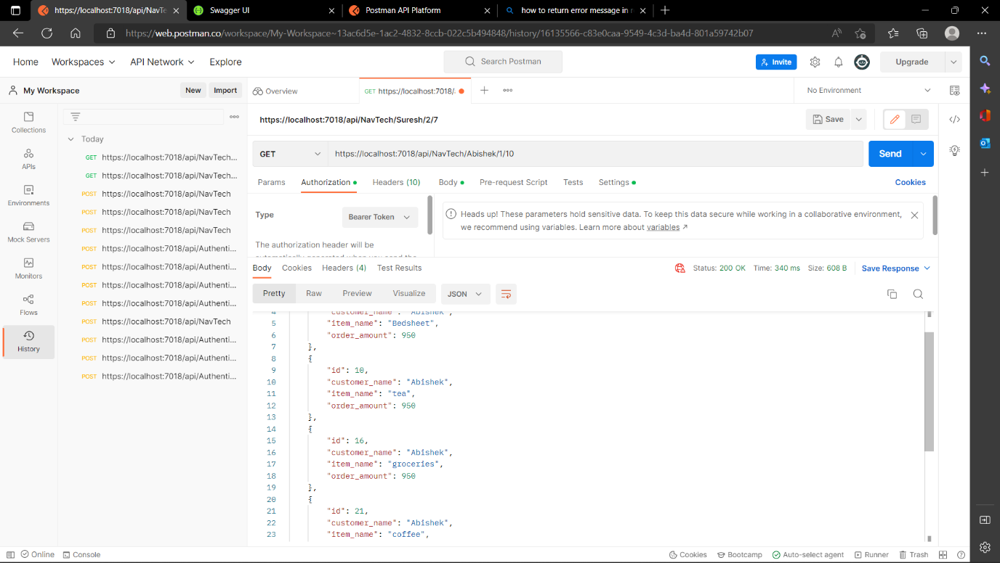 https://localhost:7018/api/NavTe
Swagger UI
Postman API Platform
how to return error message in r
https://web.postman.co/workspace/My-Workspace~13ac6d5e-1ac2-4832-8ccb-022c5b494848/history/16135566-c83e0caa-9549-4c3d-ba4d-801a59742b07
Home Workspaces API Network Explore
Search Postman
Invite
Upgrade
My Workspace
New
Import
Overview
GET https://localhost:7018/
No Environment
Collections
APIs
Environments
Mock Servers
Monitors
Flows
History
Today
GET https://localhost:7018/api/NavTech...
GET https://localhost:7018/api/NavTech...
POST https://localhost:7018/api/NavTech
POST https://localhost:7018/api/NavTech
POST https://localhost:7018/api/NavTech
POST https://localhost:7018/api/Authenti...
POST https://localhost:7018/api/Authenti...
POST https://localhost:7018/api/Authenti...
POST https://localhost:7018/api/Authenti...
POST https://localhost:7018/api/NavTech
POST https://localhost:7018/api/Authenti...
POST https://localhost:7018/api/Authenti...
POST https://localhost:7018/api/Authenti...
https://localhost:7018/api/NavTech/Suresh/2/7
Save
GET https://localhost:7018/api/NavTech/Abishek/1/10
Send
Params Authorization Headers (10) Body Pre-request Script Tests Settings
Cookies
Type
Bearer Token
The authorization header will be
automatically generated when you send the
Heads up! These parameters hold sensitive data. To keep this data secure while working in a collaborative environment,
we recommend using variables. Learn more about variables ↗
Body Cookies Headers (4) Test Results
Status: 200 OK Time: 340 ms Size: 608 B
Save Response
Pretty Raw Preview Visualize JSON
4 "customer_name": "Abishek",
5 "item_name": "Bedsheet",
6 "order_amount": 950
7 },
8 {
9 "id": 10,
10 "customer_name": "Abishek",
11 "item_name": "tea",
12 "order_amount": 950
13 },
14 {
15 "id": 16,
16 "customer_name": "Abishek",
17 "item_name": "groceries",
18 "order_amount": 950
19 },
20 {
21 "id": 21,
22 "customer_name": "Abishek",
23 "item_name": "coffee",
Online
Console
Cookies
Bootcamp
Auto-select agent
Runner
Trash